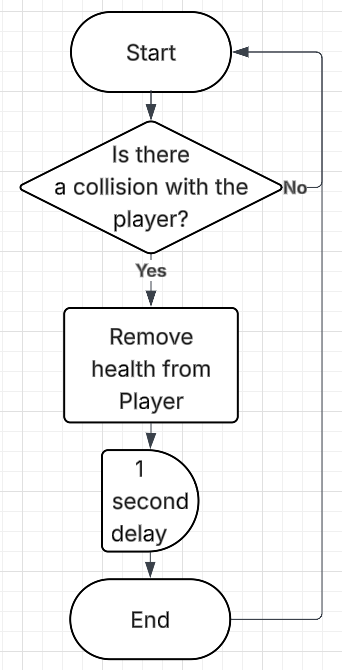 Start
Is there
a collision with the
player?
No
Yes
Remove
health from
Player
1
second
delay
End